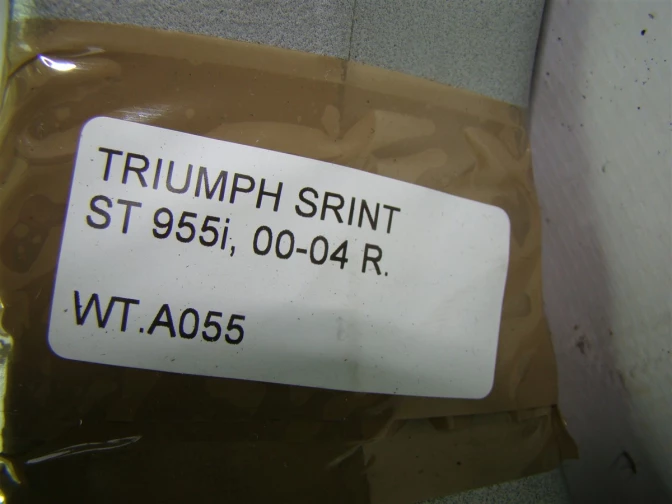 TRIUMPH SRINT
ST 955i, 00-04 R.
WT.A055